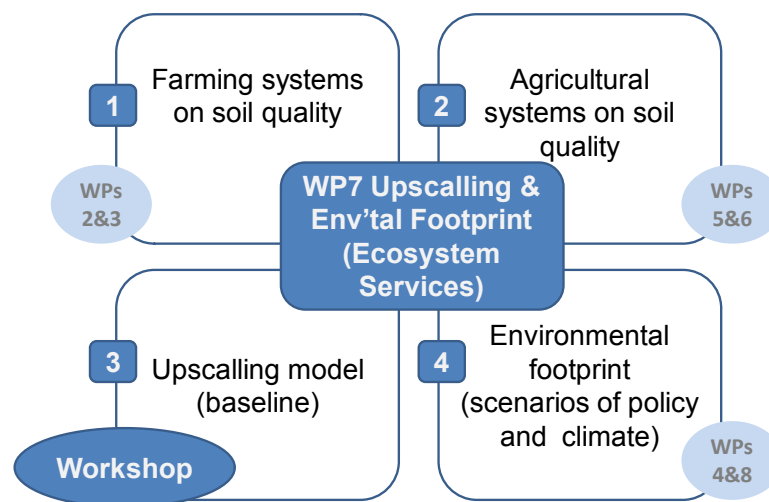 1
Farming systems
on soil quality
WPs
2&3
2
Agricultural
systems on soil
quality
WPs
5&6
WP7 Upscalling &
Env'tal Footprint
(Ecosystem
Services)
3
Upscalling model
(baseline)
Workshop
4
Environmental
footprint
(scenarios of policy
and climate)
WPs
4&8